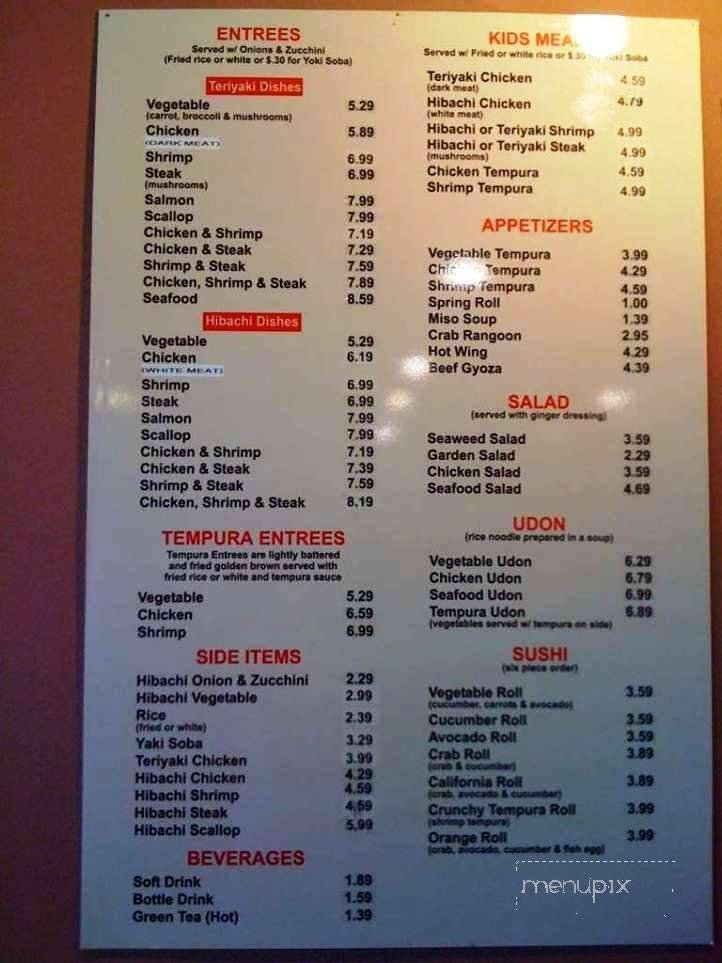 ENTREES
Served w/ Onions & Zucchini
(Fried rice or white or $.30 for Yoki Soba)
Teriyaki Dishes
Vegetable 5.29
(carrot, broccoli & mushrooms)
Chicken 5.89
(DARK MEAT)
Shrimp 6.99
Steak 6.99
(mushrooms)
Salmon 7.99
Scallop 7.99
Chicken & Shrimp 7.19
Chicken & Steak 7.29
Shrimp & Steak 7.59
Chicken, Shrimp & Steak 7.89
Seafood 8.59
Hibachi Dishes
Vegetable 5.29
Chicken 6.19
(WHITE MEAT)
Shrimp 6.99
Steak 6.99
Salmon 7.99
Scallop 7.99
Chicken & Shrimp 7.19
Chicken & Steak 7.39
Shrimp & Steak 7.59
Chicken, Shrimp & Steak 8.19
TEMPURA ENTREES
Tempura Entrees are lightly battered
and fried golden brown served with
fried rice or white and tempura sauce
Vegetable 5.29
Chicken 6.59
Shrimp 6.99
SIDE ITEMS
Hibachi Onion & Zucchini 2.29
Hibachi Vegetable 2.99
Rice 2.39
(fried or white)
Yaki Soba 3.29
Teriyaki Chicken 3.99
Hibachi Chicken 4.29
Hibachi Shrimp 4.59
Hibachi Steak 4.59
Hibachi Scallop 5.99
BEVERAGES
Soft Drink 1.89
Bottle Drink 1.59
Green Tea (Hot) 1.39
KIDS MEAL
Served w/ Fried or white rice or $.30 for Yuki Soba
Teriyaki Chicken 4.59
(dark meat)
Hibachi Chicken 4.79
(white meat)
Hibachi or Teriyaki Shrimp 4.99
Hibachi or Teriyaki Steak 4.99
(mushrooms)
Chicken Tempura 4.59
Shrimp Tempura 4.99
APPETIZERS
Vegetable Tempura 3.99
Chicken Tempura 4.29
Shrimp Tempura 4.59
Spring Roll 1.00
Miso Soup 1.39
Crab Rangoon 2.95
Hot Wing 4.29
Beef Gyoza 4.39
SALAD
(served with ginger dressing)
Seaweed Salad 3.59
Garden Salad 2.29
Chicken Salad 3.59
Seafood Salad 4.69
UDON
(rice noodle prepared in a soup)
Vegetable Udon 6.29
Chicken Udon 6.79
Seafood Udon 6.99
Tempura Udon 6.89
(vegetables served w/ tempura on side)
SUSHI
(six piece order)
Vegetable Roll 3.59
(cucumber, carrots & avocado)
Cucumber Roll 3.59
Avocado Roll 3.59
Crab Roll 3.89
(crab & cucumber)
California Roll 3.89
(crab, avocado & cucumber)
Crunchy Tempura Roll 3.99
(shrimp tempura)
Orange Roll 3.99
(crab, avocado, cucumber & fish egg)
menupix